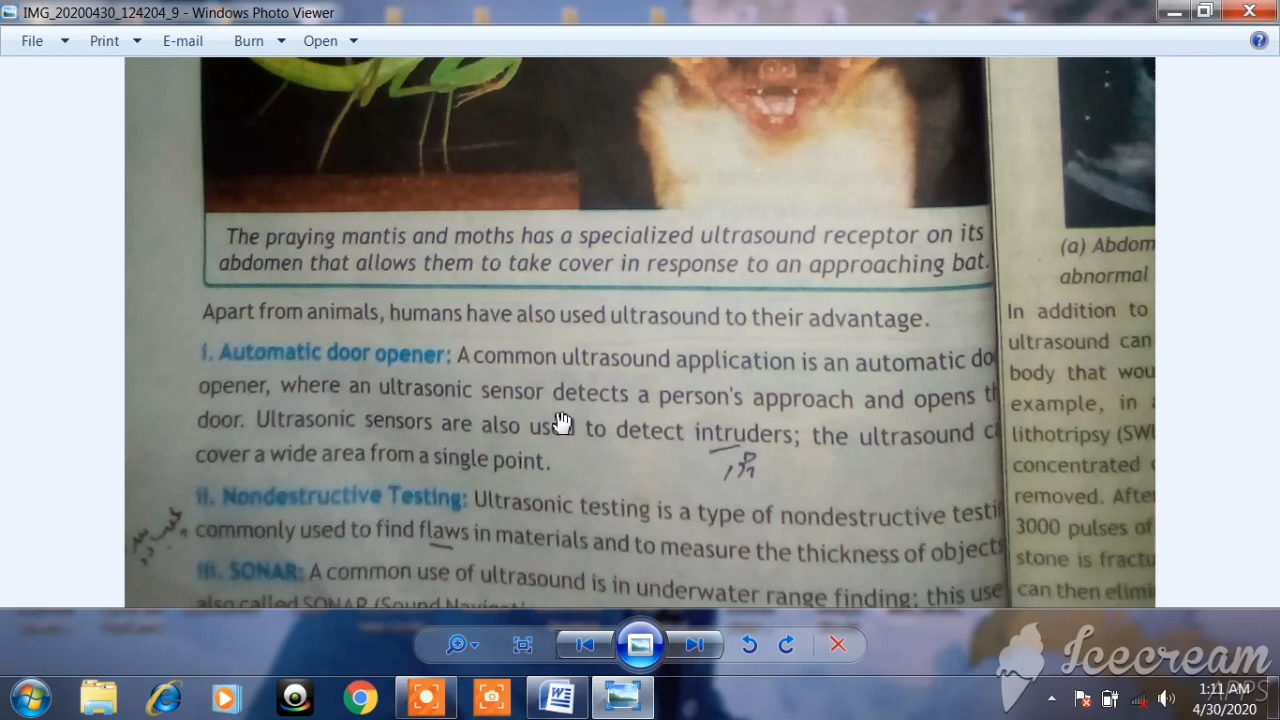 IMG_20200430_124204_9 - Windows Photo Viewer
File Print E-mail Burn Open
The praying mantis and moths has a specialized ultrasound receptor on its
abdomen that allows them to take cover in response to an approaching bat.
Apart from animals, humans have also used ultrasound to their advantage.
i. Automatic door opener: A common ultrasound application is an automatic do
opener, where an ultrasonic sensor detects a person's approach and opens th
door. Ultrasonic sensors are also used to detect intruders; the ultrasound ca
cover a wide area from a single point.
ii. Nondestructive Testing: Ultrasonic testing is a type of nondestructive testi
commonly used to find flaws in materials and to measure the thickness of objects
iii. SONAR: A common use of ultrasound is in underwater range finding; this use
also called SONAR (Sound Navigat
(a) Abdom
abnormal
In addition to
ultrasound can
body that wou
example, in a
lithotripsy (SWL
concentrated
removed. Afte
3000 pulses of
stone is fractu
can then elimi
Icecream
APPS
1:11 AM
4/30/2020